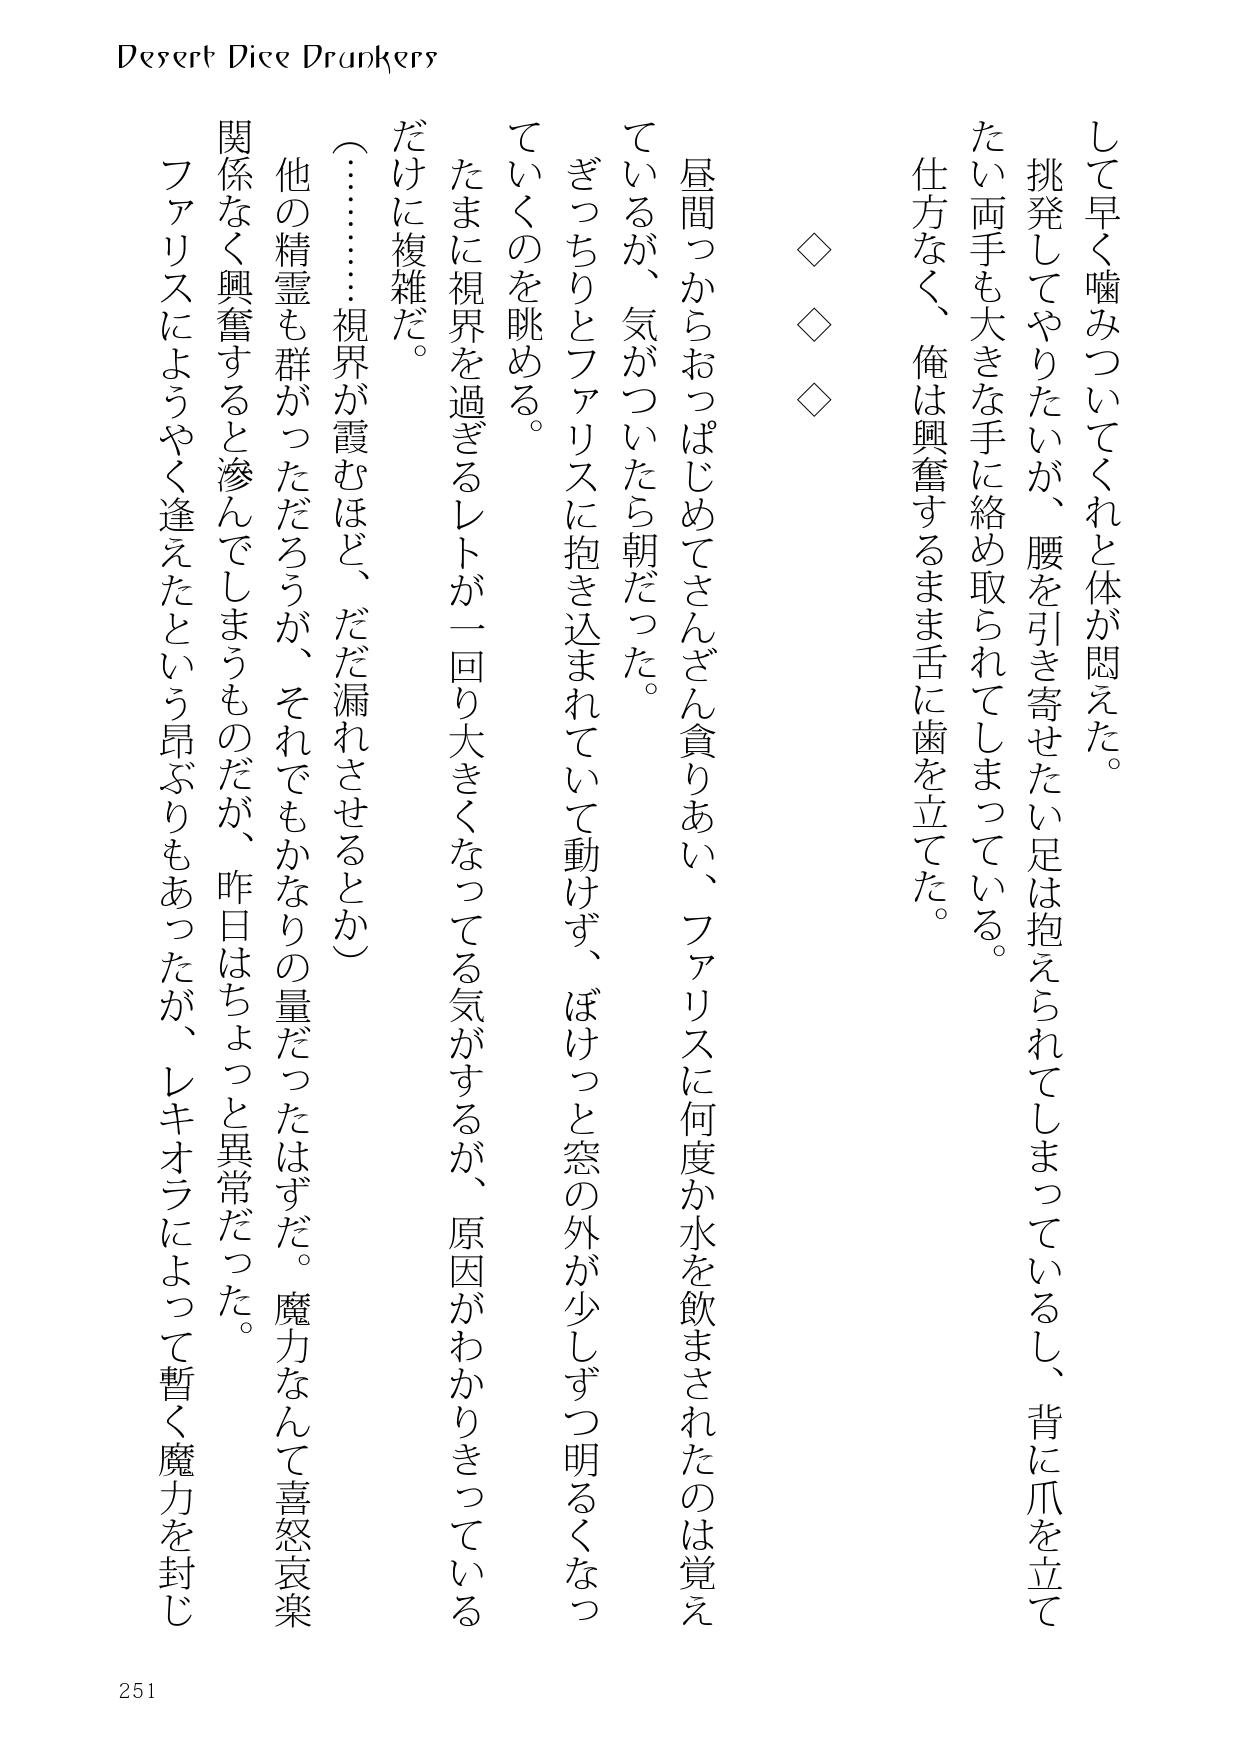 Desert Dice Drunkers
して早く噛みついてくれと体が悶えた。
挑発してやりたいが、腰を引き寄せたい足は抱えられてしまっているし、背に爪を立て
たい両手も大きな手に絡め取られてしまっている。
仕方なく、俺は興奮するまま舌に歯を立てた。
◇ ◇ ◇
昼間っからおっぱじめてさんざん貪りあい、ファリスに何度か水を飲まされたのは覚え
ているが、気がついたら朝だった。
ぎっちりとファリスに抱き込まれていて動けず、ぼけっと窓の外が少しずつ明るくなっ
ていくのを眺める。
たまに視界を過ぎるレトが一回り大きくなってる気がするが、原因がわかりきっている
だけに複雑だ。
（…………視界が霞むほど、だだ漏れさせるとか）
他の精霊も群がっただろうが、それでもかなりの量だったはずだ。魔力なんて喜怒哀楽
関係なく興奮すると滲んでしまうものだが、昨日はちょっと異常だった。
ファリスにようやく逢えたという昂ぶりもあったが、レキオラによって暫く魔力を封じ
251